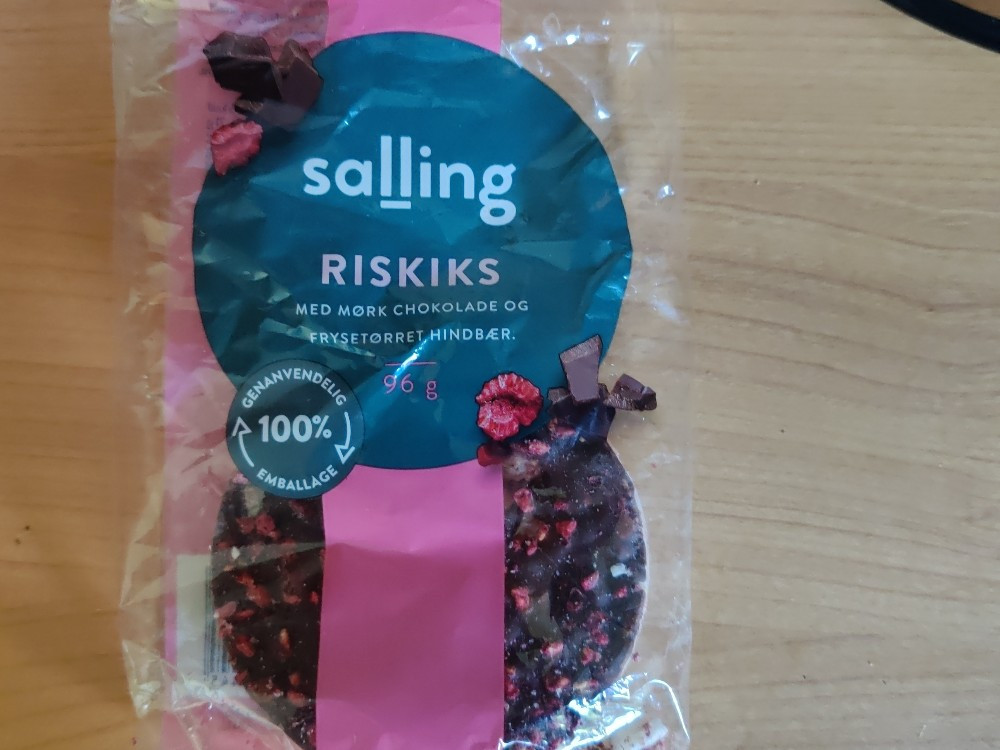 salling
RISKIKS
MED MØRK CHOKOLADE OG
FRYSETØRRET HINDBÆR.
96 g
GENANVENDELIG
100%
EMBALLAGE